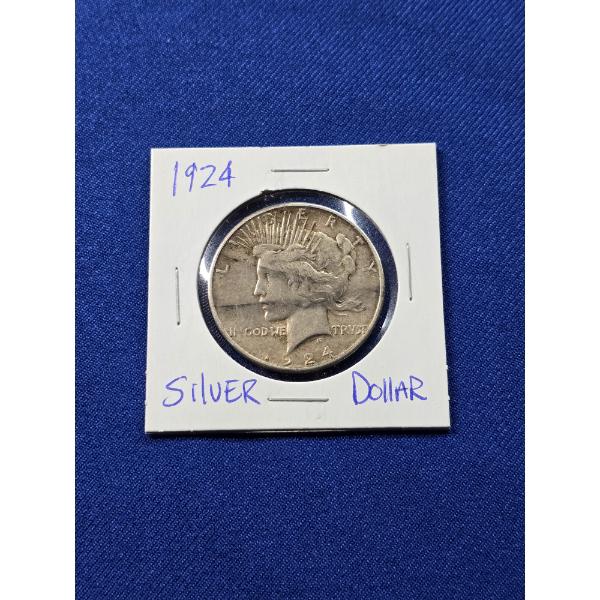 1924
LIBERTY
IN GOD WE TRVST
1924
SILVER DOLLAR